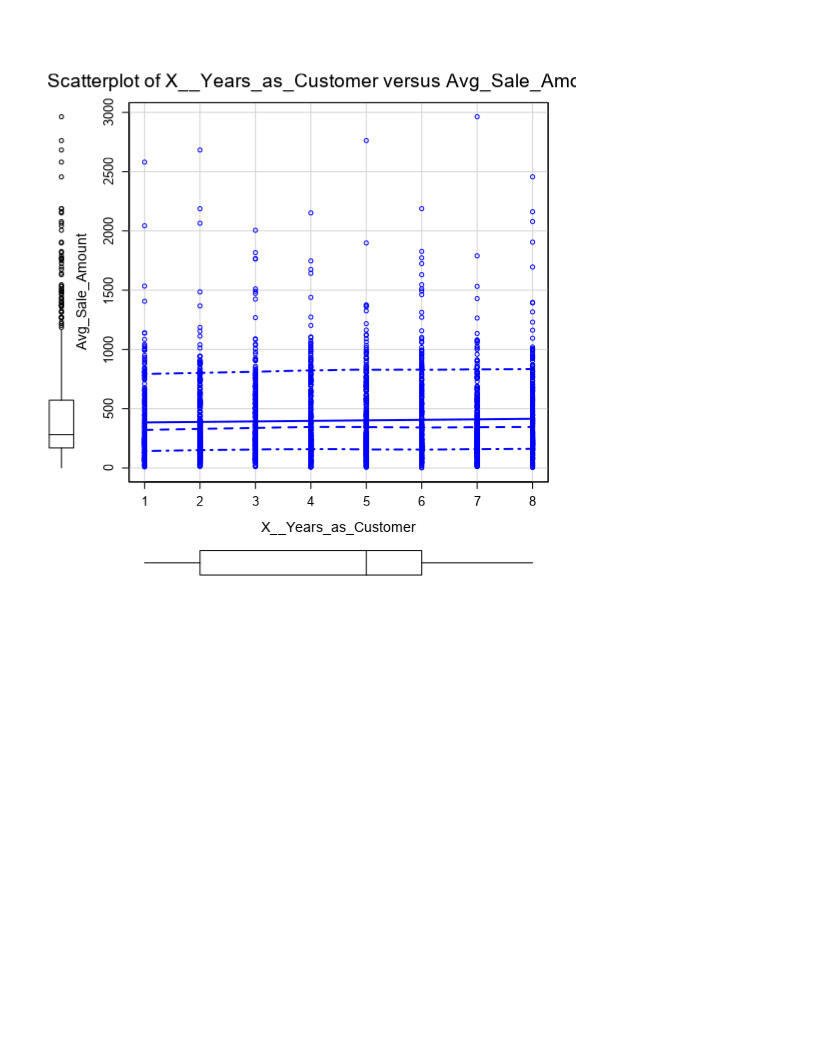 Scatterplot of X__Years_as_Customer versus Avg_Sale_Amo
3000
2500
2000
1500
1000
500
0
Avg_Sale_Amount
1 2 3 4 5 6 7 8
X__Years_as_Customer